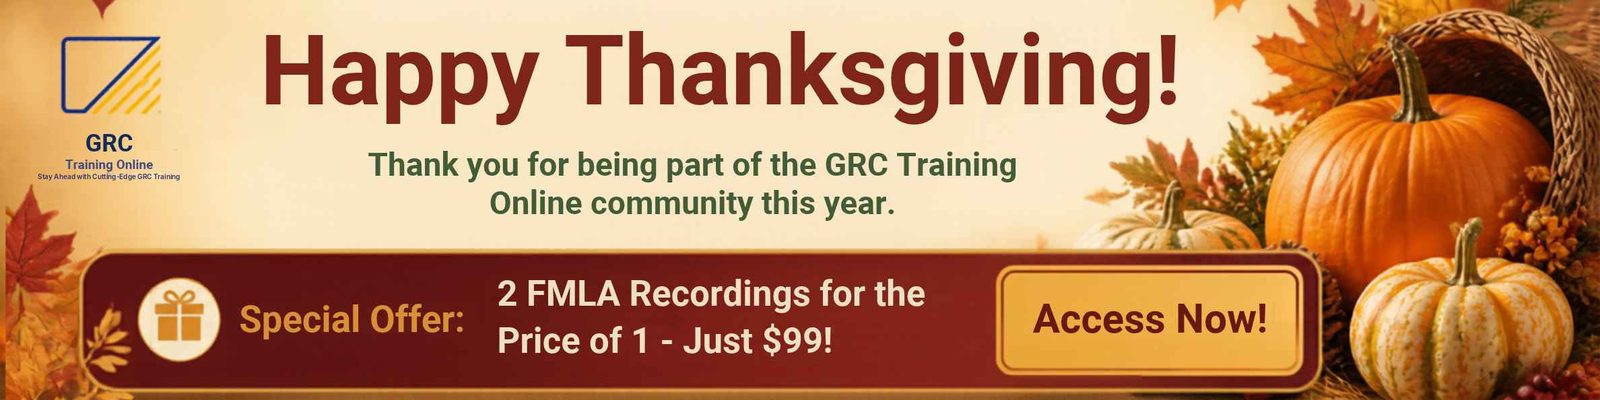 GRC
Training Online
Stay Ahead with Cutting-Edge GRC Training
Happy Thanksgiving!
Thank you for being part of the GRC Training
Online community this year.
Special Offer:
2 FMLA Recordings for the
Price of 1 - Just $99!
Access Now!